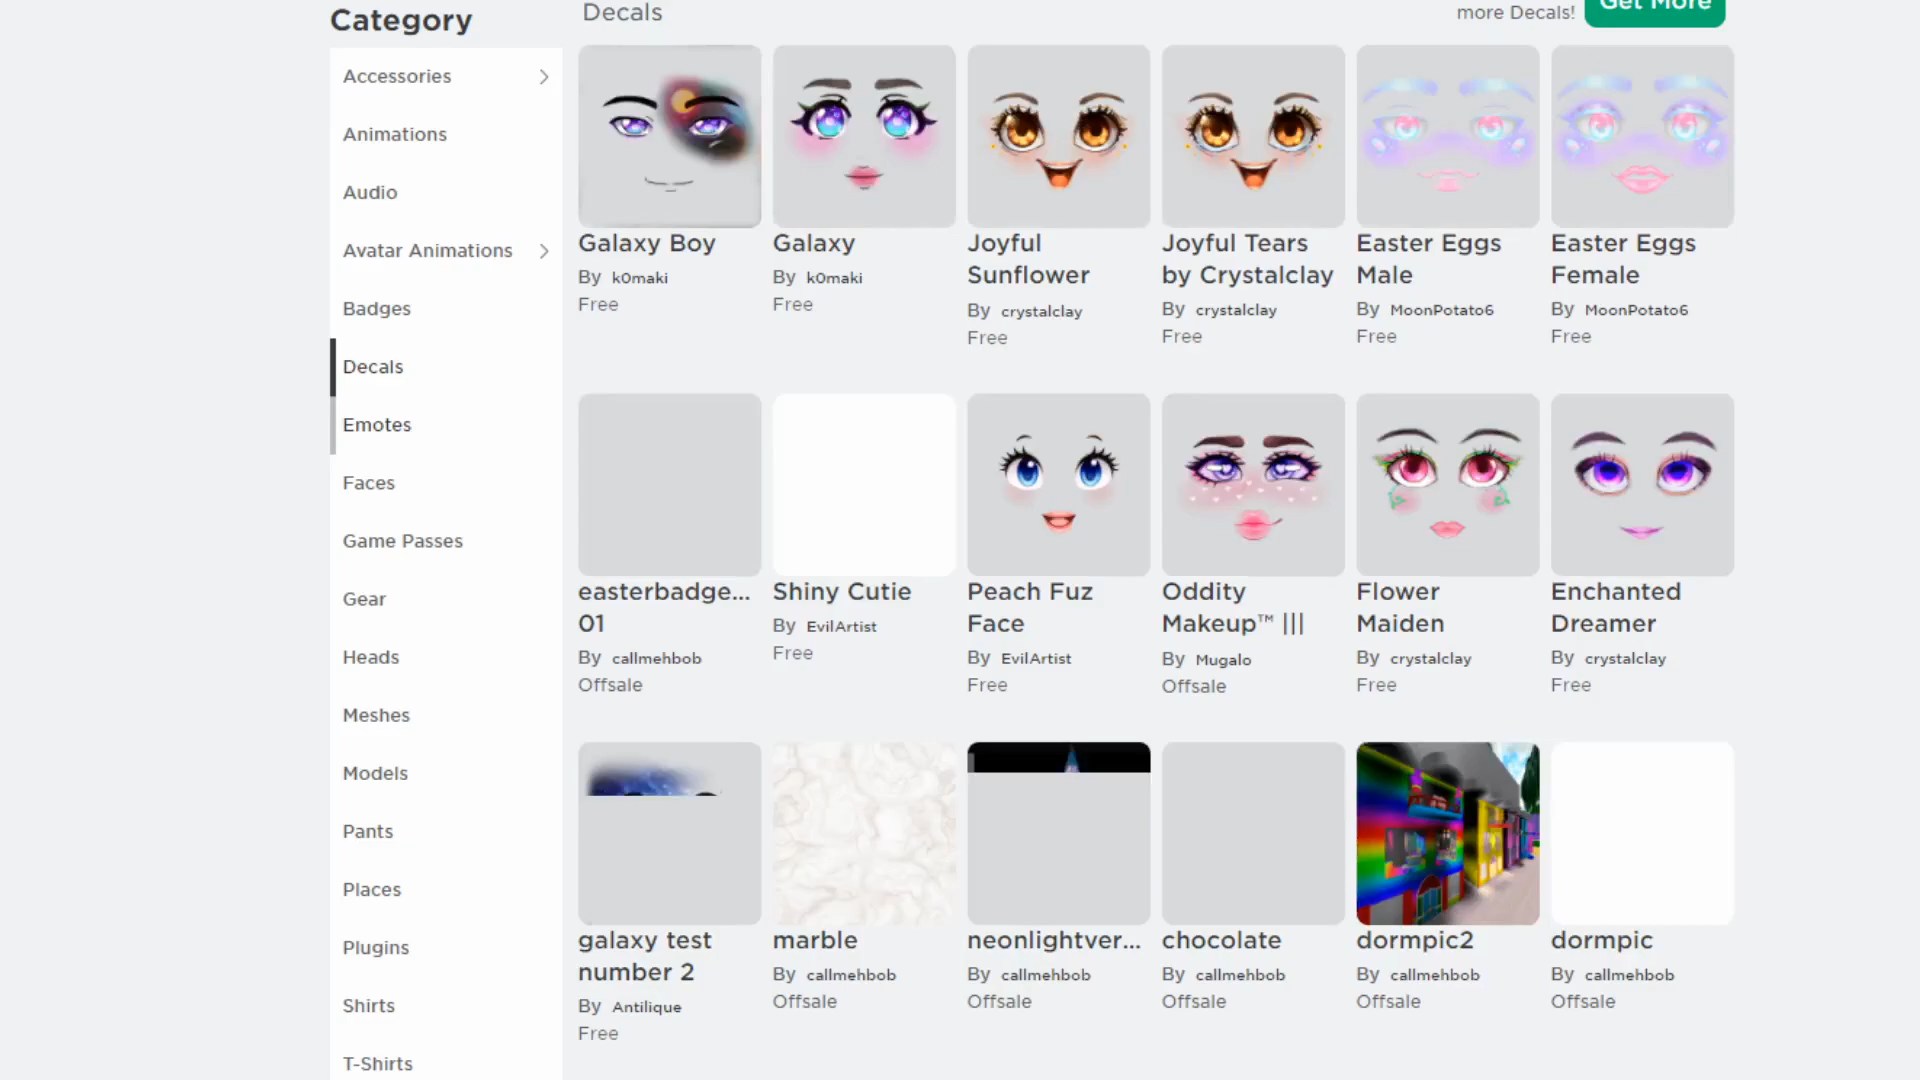 Category
Accessories
Animations
Audio
Avatar Animations
Badges
Decals
Emotes
Faces
Game Passes
Gear
Heads
Meshes
Models
Pants
Places
Plugins
Shirts
T-Shirts
Decals
more Decals!
Get More
Galaxy Boy
By k0maki
Free
Galaxy
By k0maki
Free
Joyful
Sunflower
By crystalclay
Free
Joyful Tears
by Crystalclay
By crystalclay
Free
Easter Eggs
Male
By MoonPotato6
Free
Easter Eggs
Female
By MoonPotato6
Free
easterbadge...
01
By callmehbob
Offsale
Shiny Cutie
By EvilArtist
Free
Peach Fuz
Face
By EvilArtist
Free
Oddity
Makeup™ |||
By Mugalo
Offsale
Flower
Maiden
By crystalclay
Free
Enchanted
Dreamer
By crystalclay
Free
galaxy test
number 2
By Antilique
Free
marble
By callmehbob
Offsale
neonlightver...
By callmehbob
Offsale
chocolate
By callmehbob
Offsale
dormpic2
By callmehbob
Offsale
dormpic
By callmehbob
Offsale